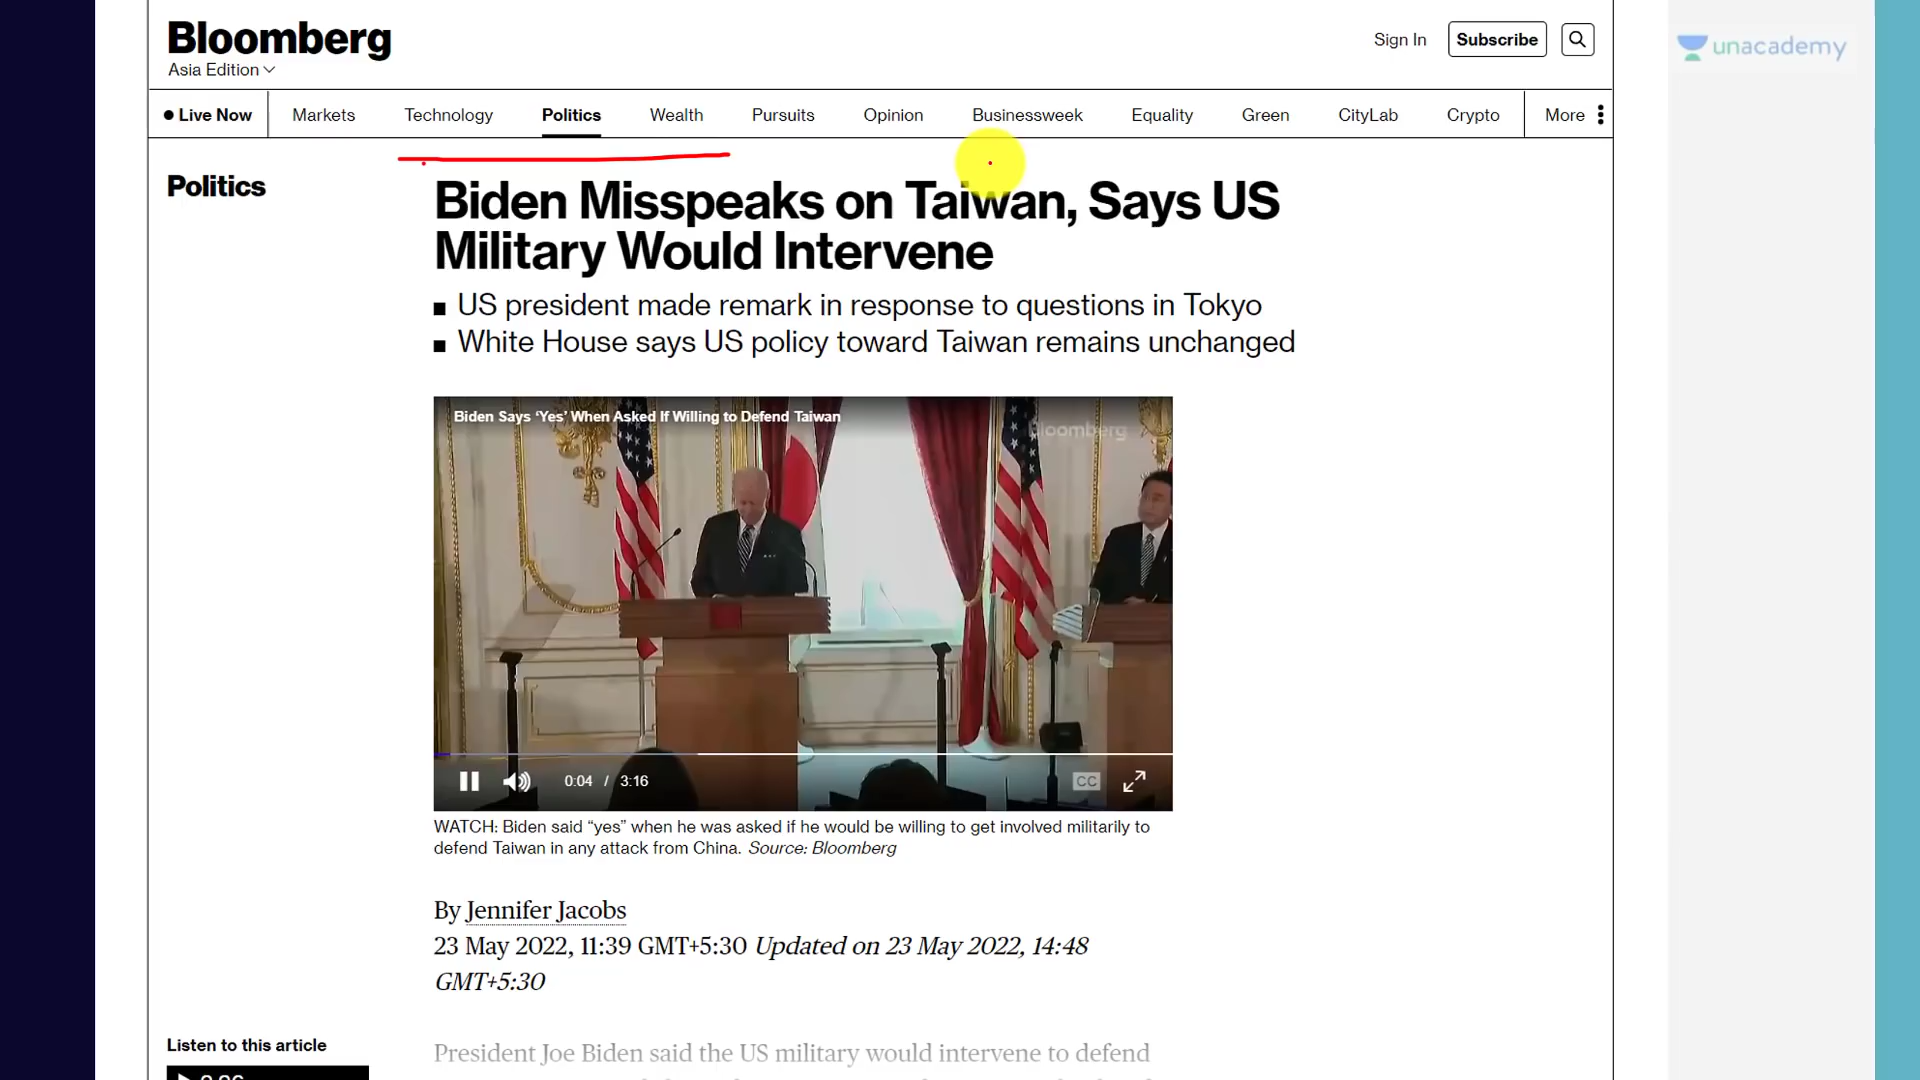 Bloomberg
Asia Edition
Sign In
Subscribe
unacademy
Live Now
Markets
Technology
Politics
Wealth
Pursuits
Opinion
Businessweek
Equality
Green
CityLab
Crypto
More
Politics
Biden Misspeaks on Taiwan, Says US
Military Would Intervene
US president made remark in response to questions in Tokyo
White House says US policy toward Taiwan remains unchanged
Biden Says ‘Yes’ When Asked If Willing to Defend Taiwan
Bloomberg
0:04 / 3:16
CC
WATCH: Biden said “yes” when he was asked if he would be willing to get involved militarily to
defend Taiwan in any attack from China. Source: Bloomberg
By Jennifer Jacobs
23 May 2022, 11:39 GMT+5:30 Updated on 23 May 2022, 14:48
GMT+5:30
Listen to this article
President Joe Biden said the US military would intervene to defend